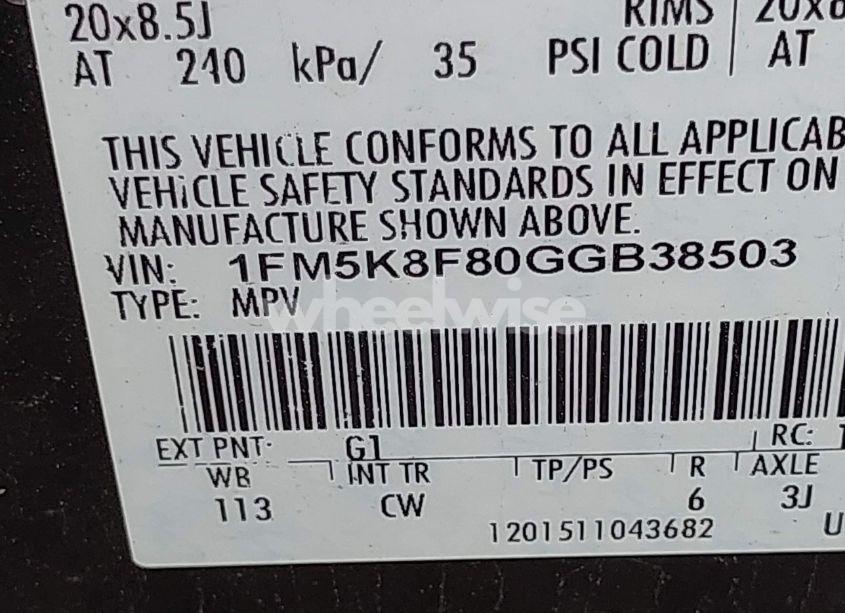 20x8.5J RIMS
AT 240 kPa/ 35 PSI COLD AT
THIS VEHICLE CONFORMS TO ALL APPLICAB
VEHICLE SAFETY STANDARDS IN EFFECT ON
MANUFACTURE SHOWN ABOVE.
VIN: 1FM5K8F80GGB38503
TYPE: MPV
wheelwise
EXT PNT: G1 RC:
WB INT TR TP/PS R AXLE
113 CW 6 3J
1201511043682 U